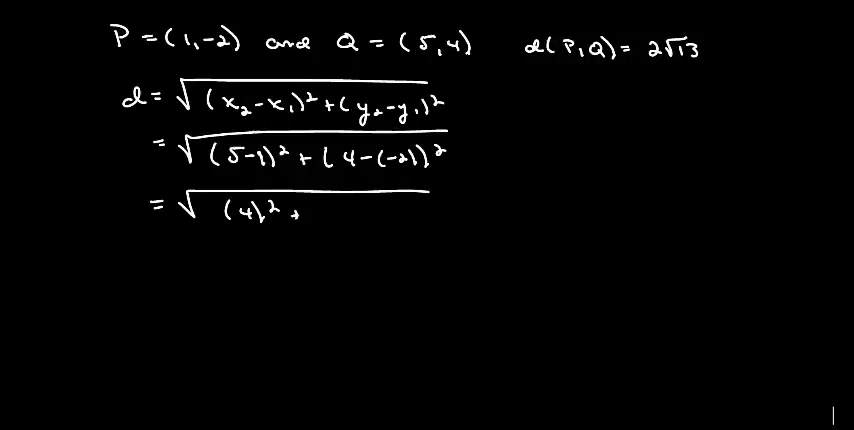 P = (1, -2) and Q = (5, 4) d(P, Q) = 2√13
d = √((x₂ - x₁)² + (y₂ - y₁)²)
= √((5-1)² + (4-(-2))²)
= √((4)² +